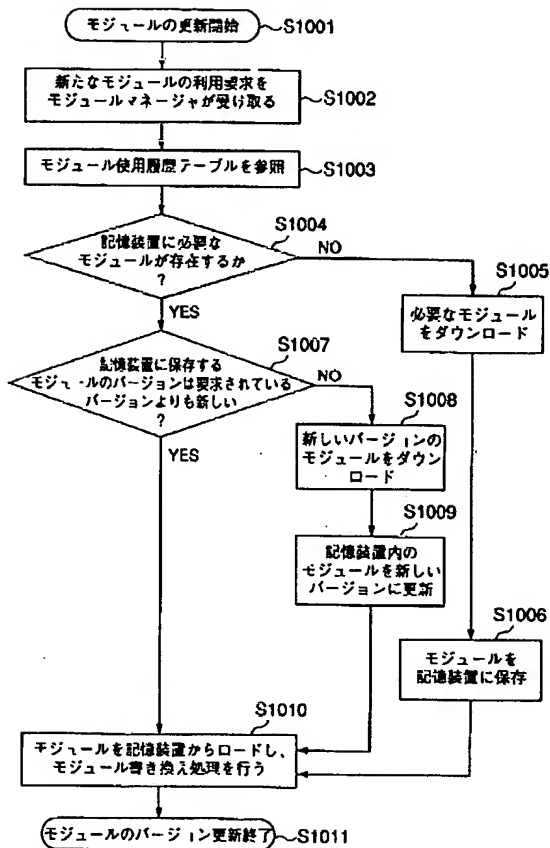 モジュールの更新開始
S1001
新たなモジュールの利用要求を
モジュールマネージャが受け取る
S1002
モジュール使用履歴テーブルを参照
S1003
記憶装置に必要な
モジュールが存在するか
?
S1004
NO
YES
S1005
必要なモジュール
をダウンロード
記憶装置に保存する
モジュールのバージョンは要求されている
バージョンよりも新しい
?
S1007
NO
YES
S1008
新しいバージョンの
モジュールをダウン
ロード
S1009
記憶装置内の
モジュールを新しい
バージョンに更新
S1006
モジュールを
記憶装置に保存
S1010
モジュールを記憶装置からロードし、
モジュール書き換え処理を行う
モジュールのバージョン更新終了
S1011